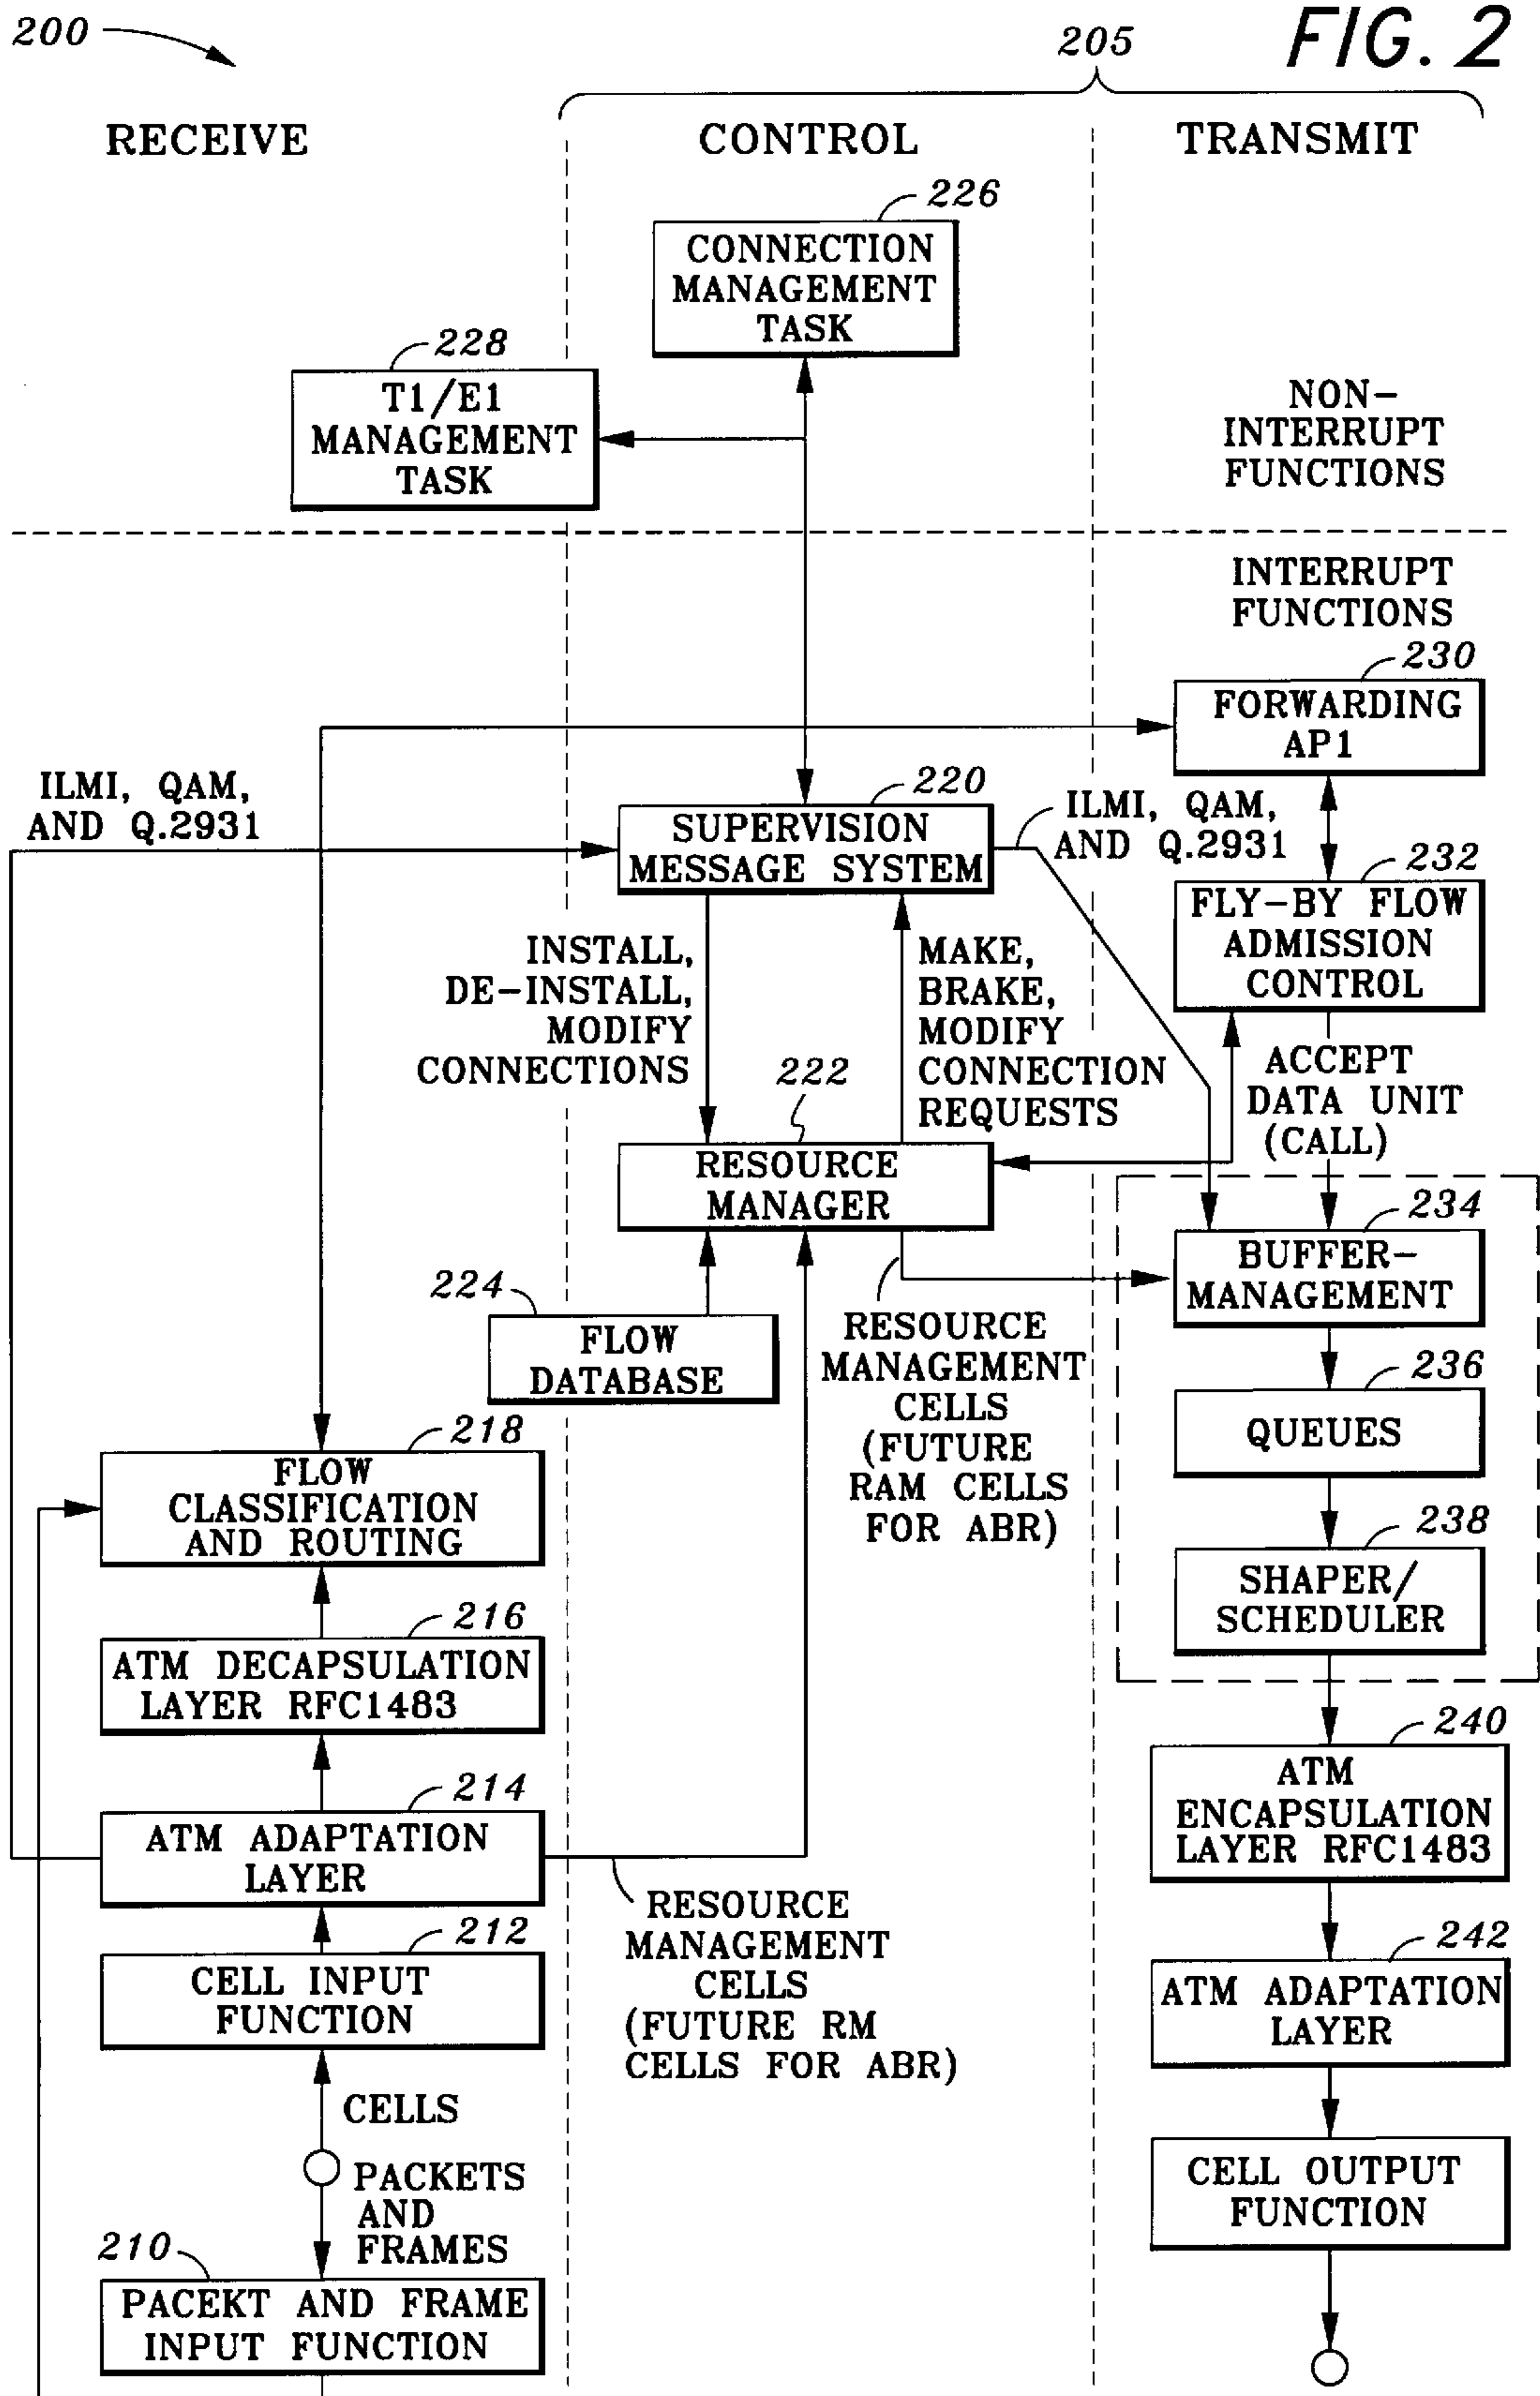 200
205
FIG. 2
RECEIVE
CONTROL
TRANSMIT
226
CONNECTION
MANAGEMENT
TASK
228
T1/E1
MANAGEMENT
TASK
NON-
INTERRUPT
FUNCTIONS
INTERRUPT
FUNCTIONS
230
FORWARDING
AP1
ILMI, QAM,
AND Q.2931
220
SUPERVISION
MESSAGE SYSTEM
ILMI, QAM,
AND Q.2931
232
FLY-BY FLOW
ADMISSION
CONTROL
INSTALL,
DE-INSTALL,
MODIFY
CONNECTIONS
MAKE,
BRAKE,
MODIFY
CONNECTION
REQUESTS
ACCEPT
DATA UNIT
(CALL)
222
RESOURCE
MANAGER
234
BUFFER-
MANAGEMENT
224
FLOW
DATABASE
RESOURCE
MANAGEMENT
CELLS
(FUTURE
RAM CELLS
FOR ABR)
236
QUEUES
218
FLOW
CLASSIFICATION
AND ROUTING
238
SHAPER/
SCHEDULER
216
ATM DECAPSULATION
LAYER RFC1483
240
ATM
ENCAPSULATION
LAYER RFC1483
214
ATM ADAPTATION
LAYER
RESOURCE
MANAGEMENT
CELLS
(FUTURE RM
CELLS FOR ABR)
212
CELL INPUT
FUNCTION
242
ATM ADAPTATION
LAYER
CELLS
PACKETS
AND
FRAMES
CELL OUTPUT
FUNCTION
210
PACEKT AND FRAME
INPUT FUNCTION